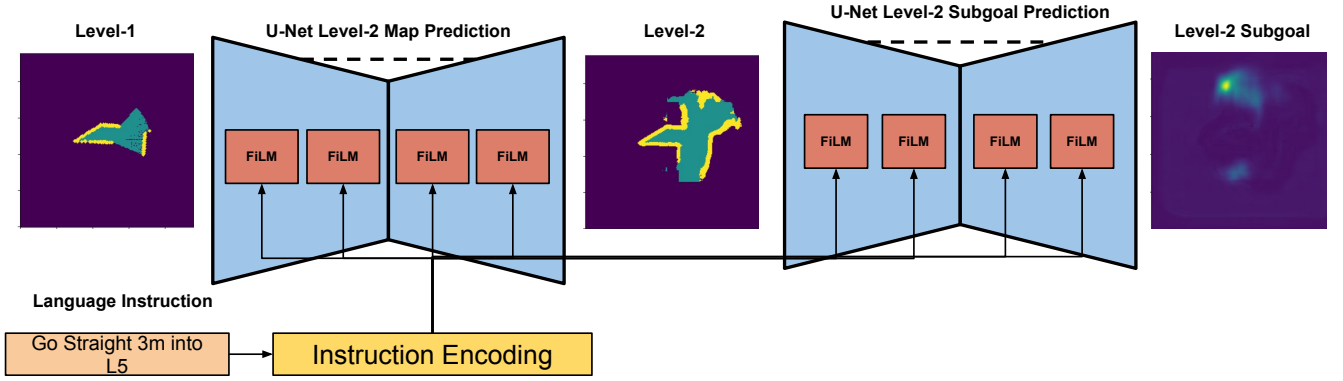 Level-1
U-Net Level-2 Map Prediction
Level-2
U-Net Level-2 Subgoal Prediction
Level-2 Subgoal
FiLM
FiLM
FiLM
FiLM
FiLM
FiLM
FiLM
FiLM
Language Instruction
Go Straight 3m into
L5
Instruction Encoding